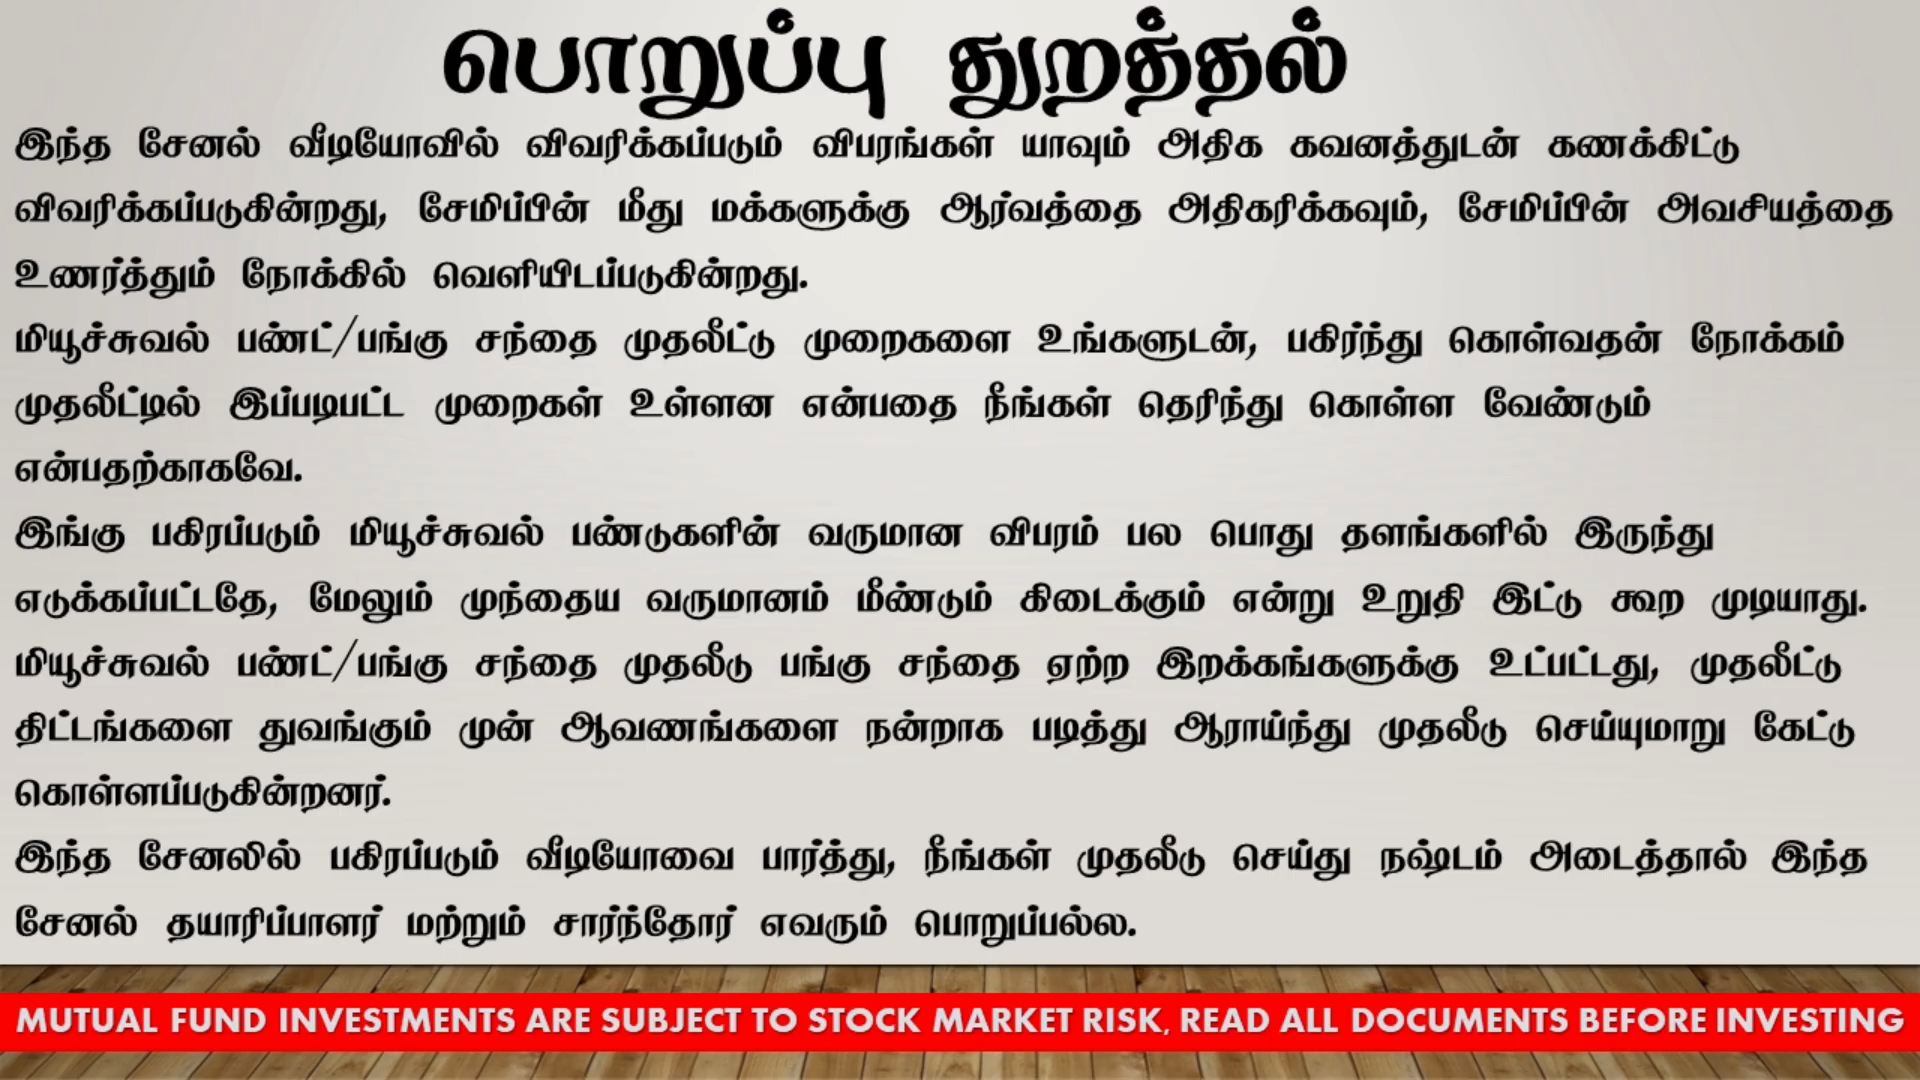 பொறுப்பு துறத்தல்
இந்த சேனல் வீடியோவில் விவரிக்கப்படும் விபரங்கள் யாவும் அதிக கவனத்துடன் கணக்கிட்டு
விவரிக்கப்படுகின்றது, சேமிப்பின் மீது மக்களுக்கு ஆர்வத்தை அதிகரிக்கவும், சேமிப்பின் அவசியத்தை
உணர்த்தும் நோக்கில் வெளியிடப்படுகின்றது.
மியூச்சுவல் பண்ட்/பங்கு சந்தை முதலீட்டு முறைகளை உங்களுடன், பகிர்ந்து கொள்வதன் நோக்கம்
முதலீட்டில் இப்படிபட்ட முறைகள் உள்ளன என்பதை நீங்கள் தெரிந்து கொள்ள வேண்டும்
என்பதற்காகவே.
இங்கு பகிரப்படும் மியூச்சுவல் பண்டுகளின் வருமான விபரம் பல பொது தளங்களில் இருந்து
எடுக்கப்பட்டதே, மேலும் முந்தைய வருமானம் மீண்டும் கிடைக்கும் என்று உறுதி இட்டு கூற முடியாது.
மியூச்சுவல் பண்ட்/பங்கு சந்தை முதலீடு பங்கு சந்தை ஏற்ற இறக்கங்களுக்கு உட்பட்டது, முதலீட்டு
திட்டங்களை துவங்கும் முன் ஆவணங்களை நன்றாக படித்து ஆராய்ந்து முதலீடு செய்யுமாறு கேட்டு
கொள்ளப்படுகின்றனர்.
இந்த சேனலில் பகிரப்படும் வீடியோவை பார்த்து, நீங்கள் முதலீடு செய்து நஷ்டம் அடைத்தால் இந்த
சேனல் தயாரிப்பாளர் மற்றும் சார்ந்தோர் எவரும் பொறுப்பல்ல.
MUTUAL FUND INVESTMENTS ARE SUBJECT TO STOCK MARKET RISK, READ ALL DOCUMENTS BEFORE INVESTING